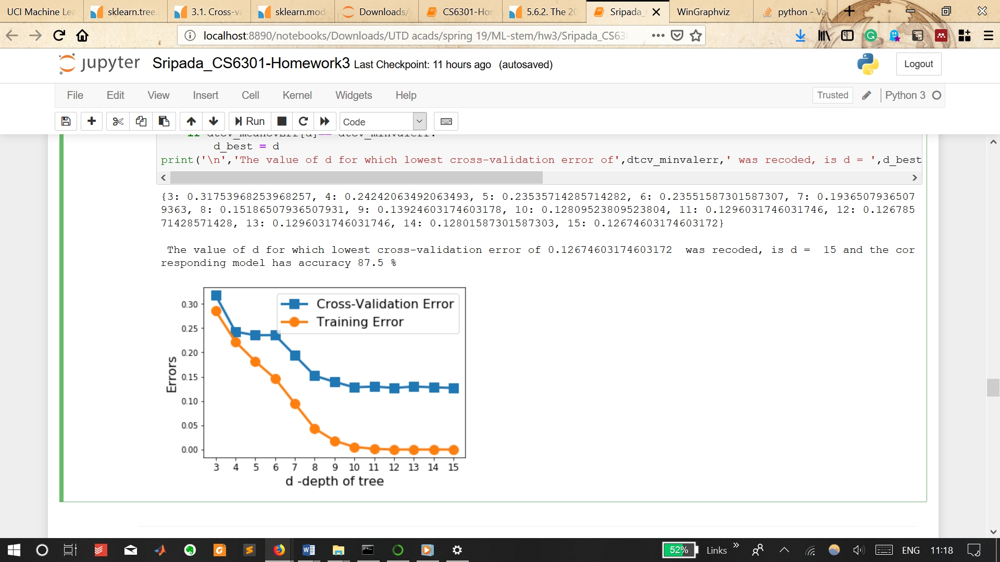 UCI Machine Lea
sklearn.tree.
3.1. Cross-va
sklearn.mod
Downloads/
CS6301-Hon
5.6.2. The 20
Sripada_
WinGraphviz
python - Va
localhost:8890/notebooks/Downloads/UTD acads/spring 19/ML-stem/hw3/Sripada_CS630
jupyter Sripada_CS6301-Homework3 Last Checkpoint: 11 hours ago (autosaved)
Logout
File Edit View Insert Cell Kernel Widgets Help
Trusted Python 3
Run Code
d_best = d
print('\n','The value of d for which lowest cross-validation error of',dtcv_minvalerr,' was recoded, is d = ',d_best
{3: 0.31753968253968257, 4: 0.24242063492063493, 5: 0.23535714285714282, 6: 0.23551587301587307, 7: 0.1936507936507
9363, 8: 0.15186507936507931, 9: 0.13924603174603178, 10: 0.12809523809523804, 11: 0.1296031746031746, 12: 0.126785
71428571428, 13: 0.1296031746031746, 14: 0.12801587301587303, 15: 0.12674603174603172}
The value of d for which lowest cross-validation error of 0.12674603174603172  was recoded, is d =  15 and the cor
responding model has accuracy 87.5 %
Cross-Validation Error
Training Error
Errors
0.30
0.25
0.20
0.15
0.10
0.05
0.00
3 4 5 6 7 8 9 10 11 12 13 14 15
d -depth of tree
52% Links ENG 11:18